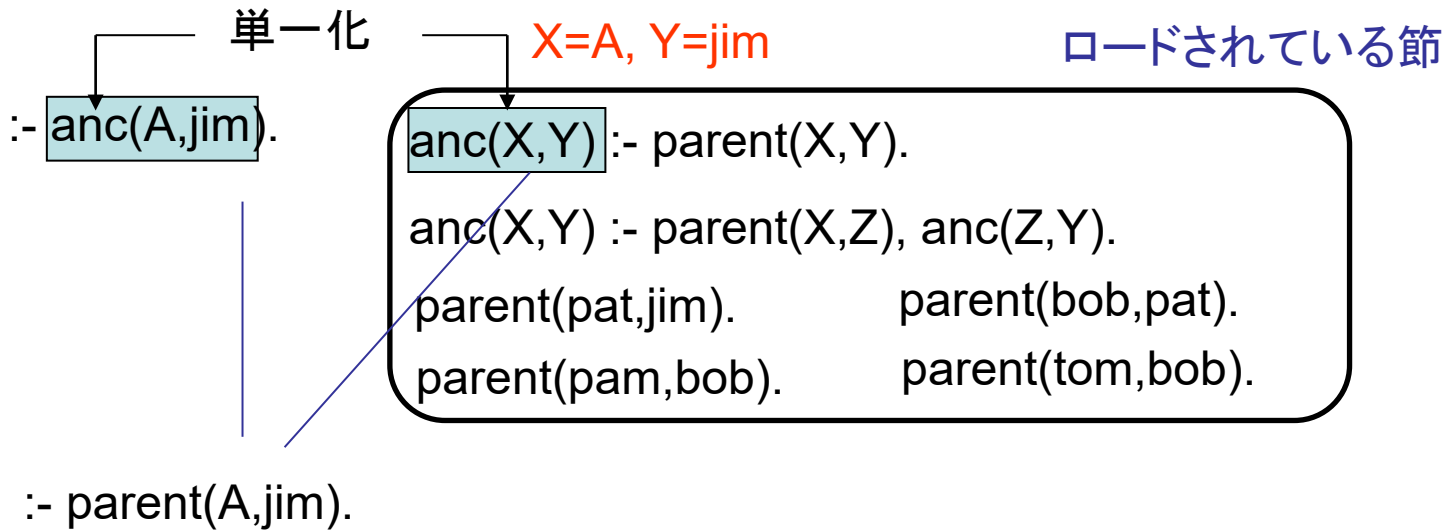 単一化
X=A, Y=jim
ロードされている節
:- anc(A,jim).
anc(X,Y) :- parent(X,Y).
anc(X,Y) :- parent(X,Z), anc(Z,Y).
parent(pat,jim). parent(bob,pat).
parent(pam,bob). parent(tom,bob).
:- parent(A,jim).